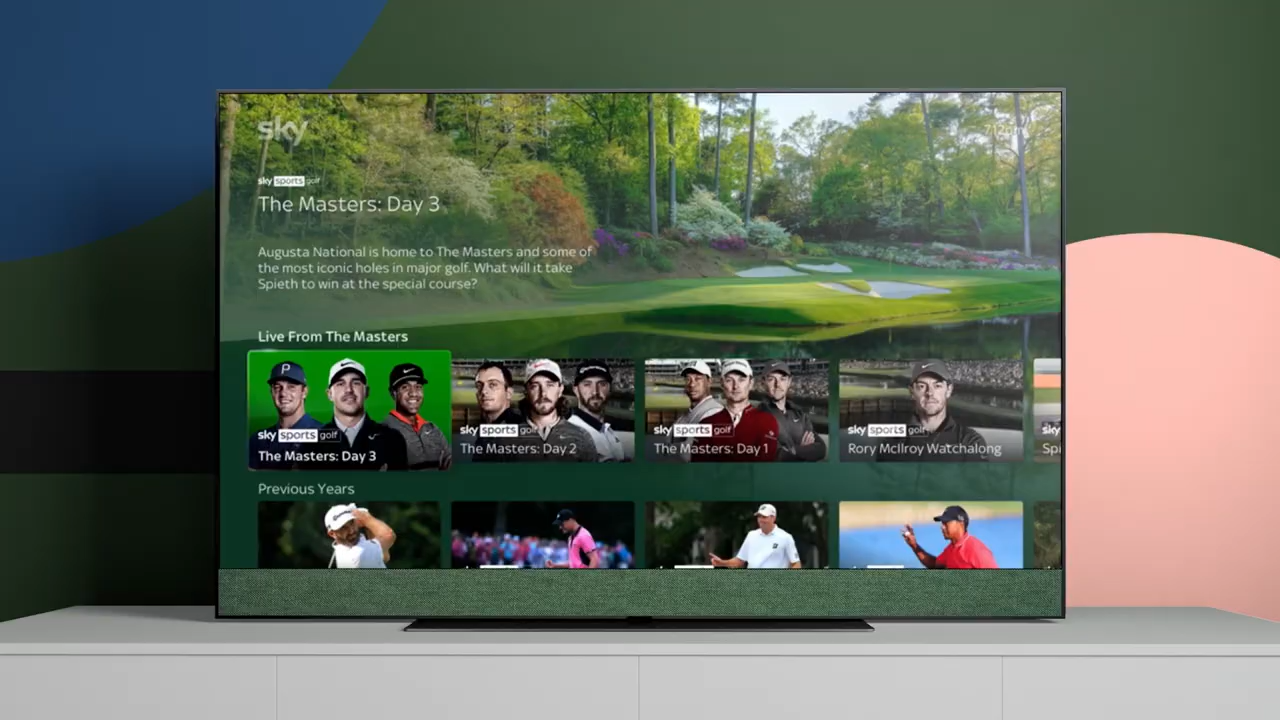 sky
sky sports golf
The Masters: Day 3
Augusta National is home to The Masters and some of
the most iconic holes in major golf. What will it take
Spieth to win at the special course?
Live From The Masters
P
sky sports golf
The Masters: Day 3
sky sports golf
The Masters: Day 2
sky sports golf
The Masters: Day 1
sky sports golf
Rory McIlroy Watchalong
sky
Previous Years